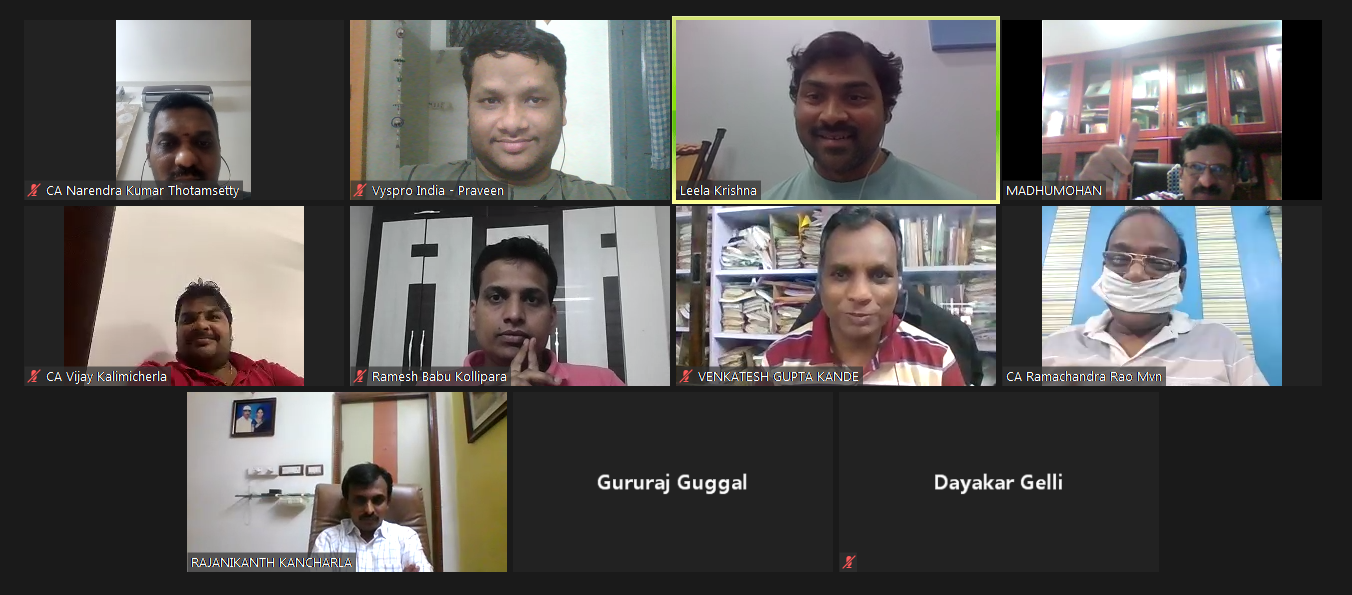 CA Narendra Kumar Thotamsetty
Vyspro India - Praveen
Leela Krishna
MADHUMOHAN
CA Vijay Kalimicherla
Ramesh Babu Kollipara
VENKATESH GUPTA KANDE
CA Ramachandra Rao Mvn
RAJANIKANTH KANCHARLA
Gururaj Guggal
Dayakar Gelli